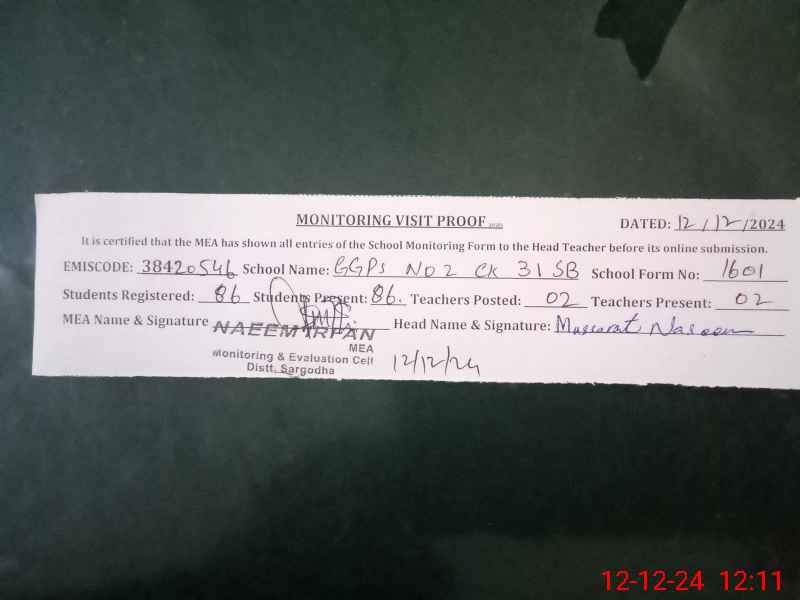 MONITORING VISIT PROOF
DATED: 12/12/2024
It is certified that the MEA has shown all entries of the School Monitoring Form to the Head Teacher before its online submission.
EMISCODE: 38420546 School Name: GGPS NO 2 CK 31 SB School Form No: 1601
Students Registered: 86 Students Present: 86. Teachers Posted: 02 Teachers Present: 02
MEA Name & Signature Head Name & Signature: Massarat Naseem
NAEEM IRFAN
MEA
Monitoring & Evaluation Cell
Distt. Sargodha
12/12/24
12-12-24 12:11